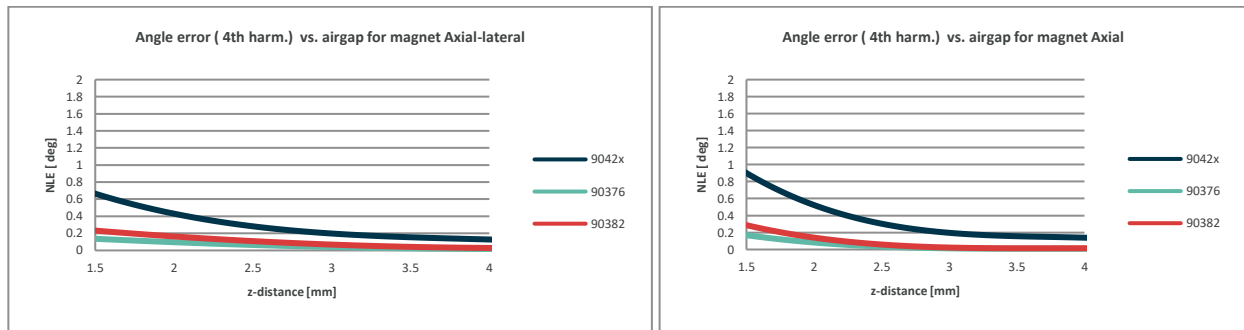 Angle error ( 4th harm.) vs. airgap for magnet Axial-lateral
2
1.8
1.6
1.4
1.2
1
0.8
0.6
0.4
0.2
0
NLE [ deg]
1.5 2 2.5 3 3.5 4
z-distance [mm]
9042x
90376
90382
Angle error ( 4th harm.) vs. airgap for magnet Axial
2
1.8
1.6
1.4
1.2
1
0.8
0.6
0.4
0.2
0
NLE [ deg]
1.5 2 2.5 3 3.5 4
z-distance [mm]
9042x
90376
90382